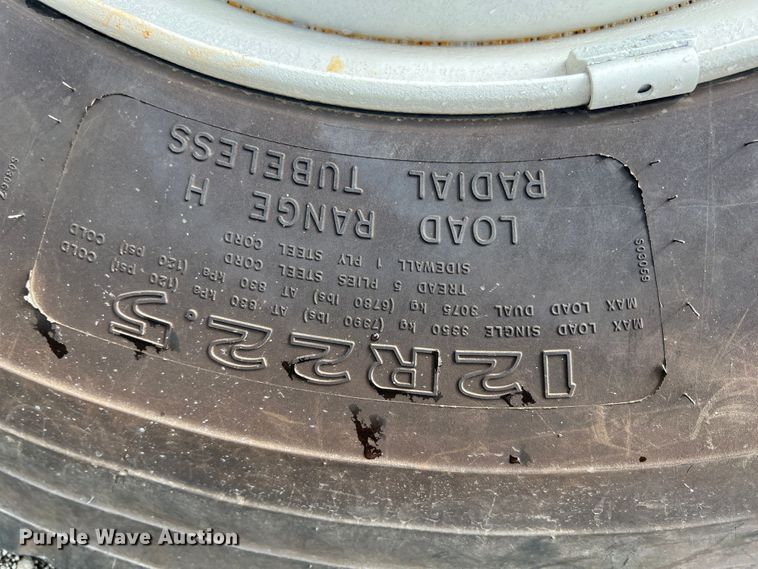 12R22.5
MAX LOAD SINGLE 3350 kg (7390 lbs) AT 830 kPa (120 psi) COLD
MAX LOAD DUAL 3075 kg (6780 lbs) AT 830 kPa (120 psi) COLD
TREAD 5 PLIES STEEL CORD
SIDEWALL 1 PLY STEEL CORD
LOAD RANGE H
RADIAL TUBELESS
Purple Wave Auction